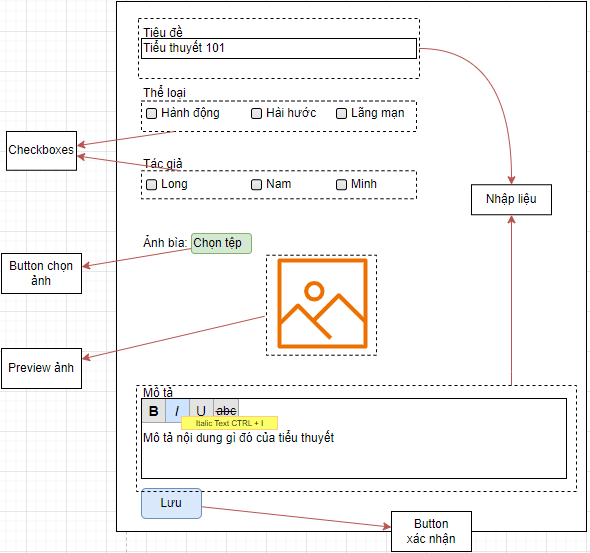 Tiêu đề
Tiểu thuyết 101
Thể loại
Hành động Hài hước Lãng mạn
Checkboxes
Tác giả
Long Nam Minh
Nhập liệu
Ảnh bìa: Chọn tệp
Button chọn
ảnh
Preview ảnh
Mô tả
B I U abc
Italic Text CTRL + I
Mô tả nội dung gì đó của tiểu thuyết
Lưu
Button
xác nhận